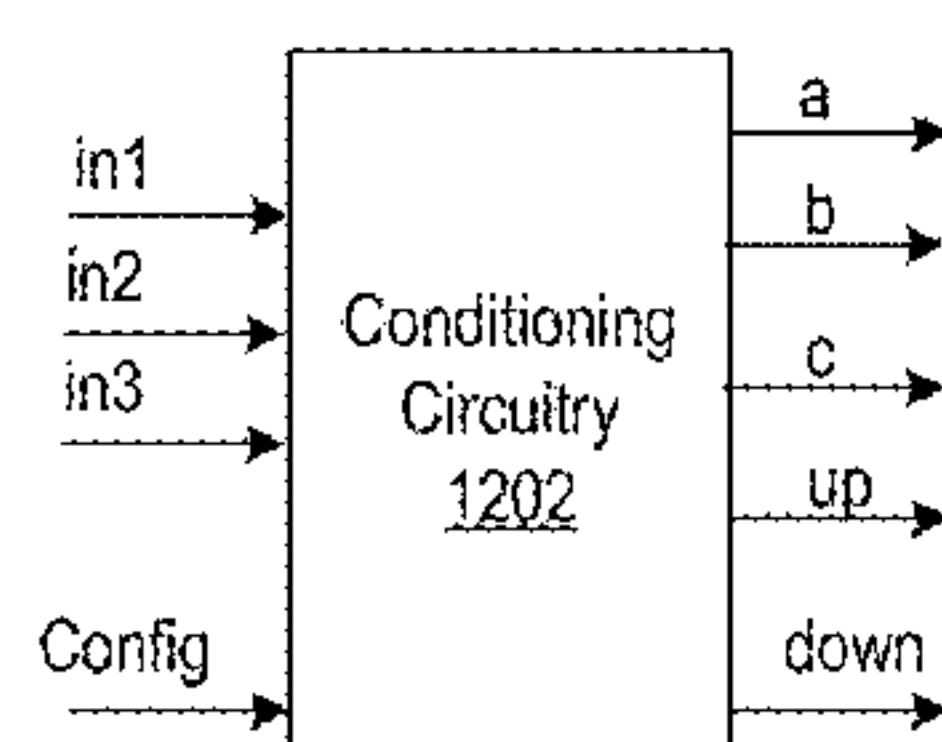 in1
in2
in3
Config
Conditioning
Circuitry
1202
a
b
c
up
down